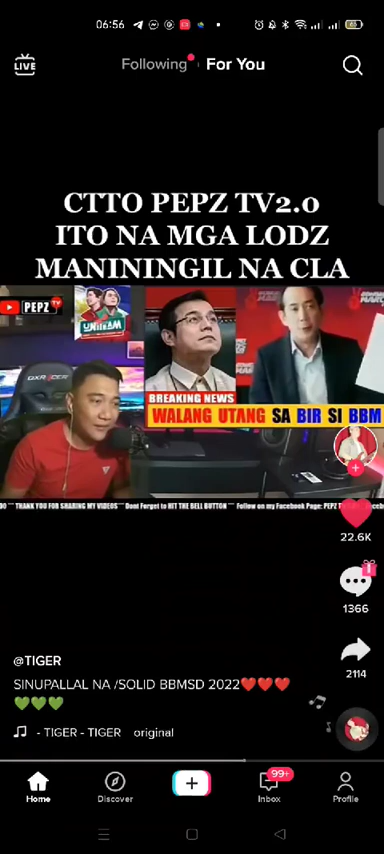 06:56
LIVE
Following
For You
CTTO PEPZ TV2.0
ITO NA MGA LODZ
MANININGIL NA CLA
PEPZ TV
UNITEAM
DXRACER
BREAKING NEWS
WALANG UTANG SA BIR SI BBM
THANK YOU FOR SHARING MY VIDEOS Dont Forget to HIT THE BELL BUTTON Follow on my Facebook Page: PEPZ
22.6K
1366
2114
@TIGER
SINUPALLAL NA /SOLID BBMSD 2022❤️❤️❤️
💚💚💚
- TIGER - TIGER original
Home
Discover
99+
Inbox
Profile